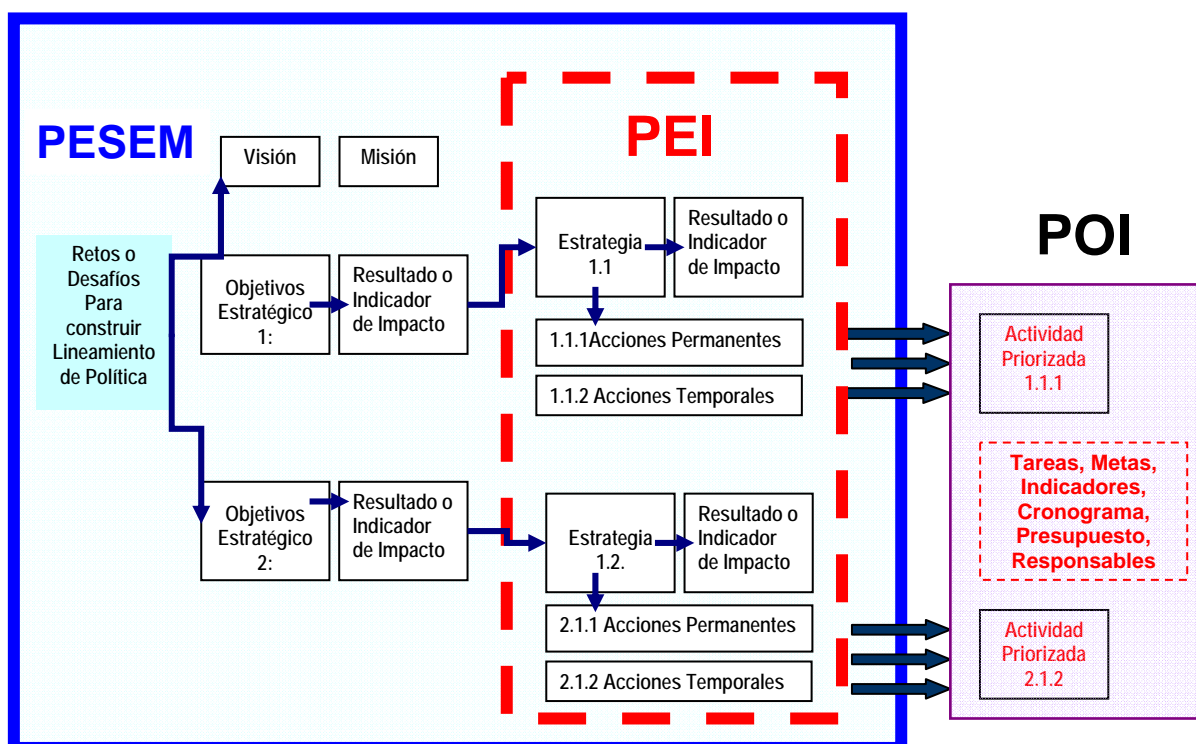 PESEM
Visión
Misión
Retos o
Desafíos
Para
construir
Lineamiento
de Política
Objetivos
Estratégico
1:
Resultado o
Indicador
de Impacto
Objetivos
Estratégico
2:
Resultado o
Indicador
de Impacto
PEI
Estrategia
1.1
Resultado o
Indicador
de Impacto
1.1.1Acciones Permanentes
1.1.2 Acciones Temporales
Estrategia
1.2.
Resultado o
Indicador
de Impacto
2.1.1 Acciones Permanentes
2.1.2 Acciones Temporales
POI
Actividad
Priorizada
1.1.1
Tareas, Metas,
Indicadores,
Cronograma,
Presupuesto,
Responsables
Actividad
Priorizada
2.1.2